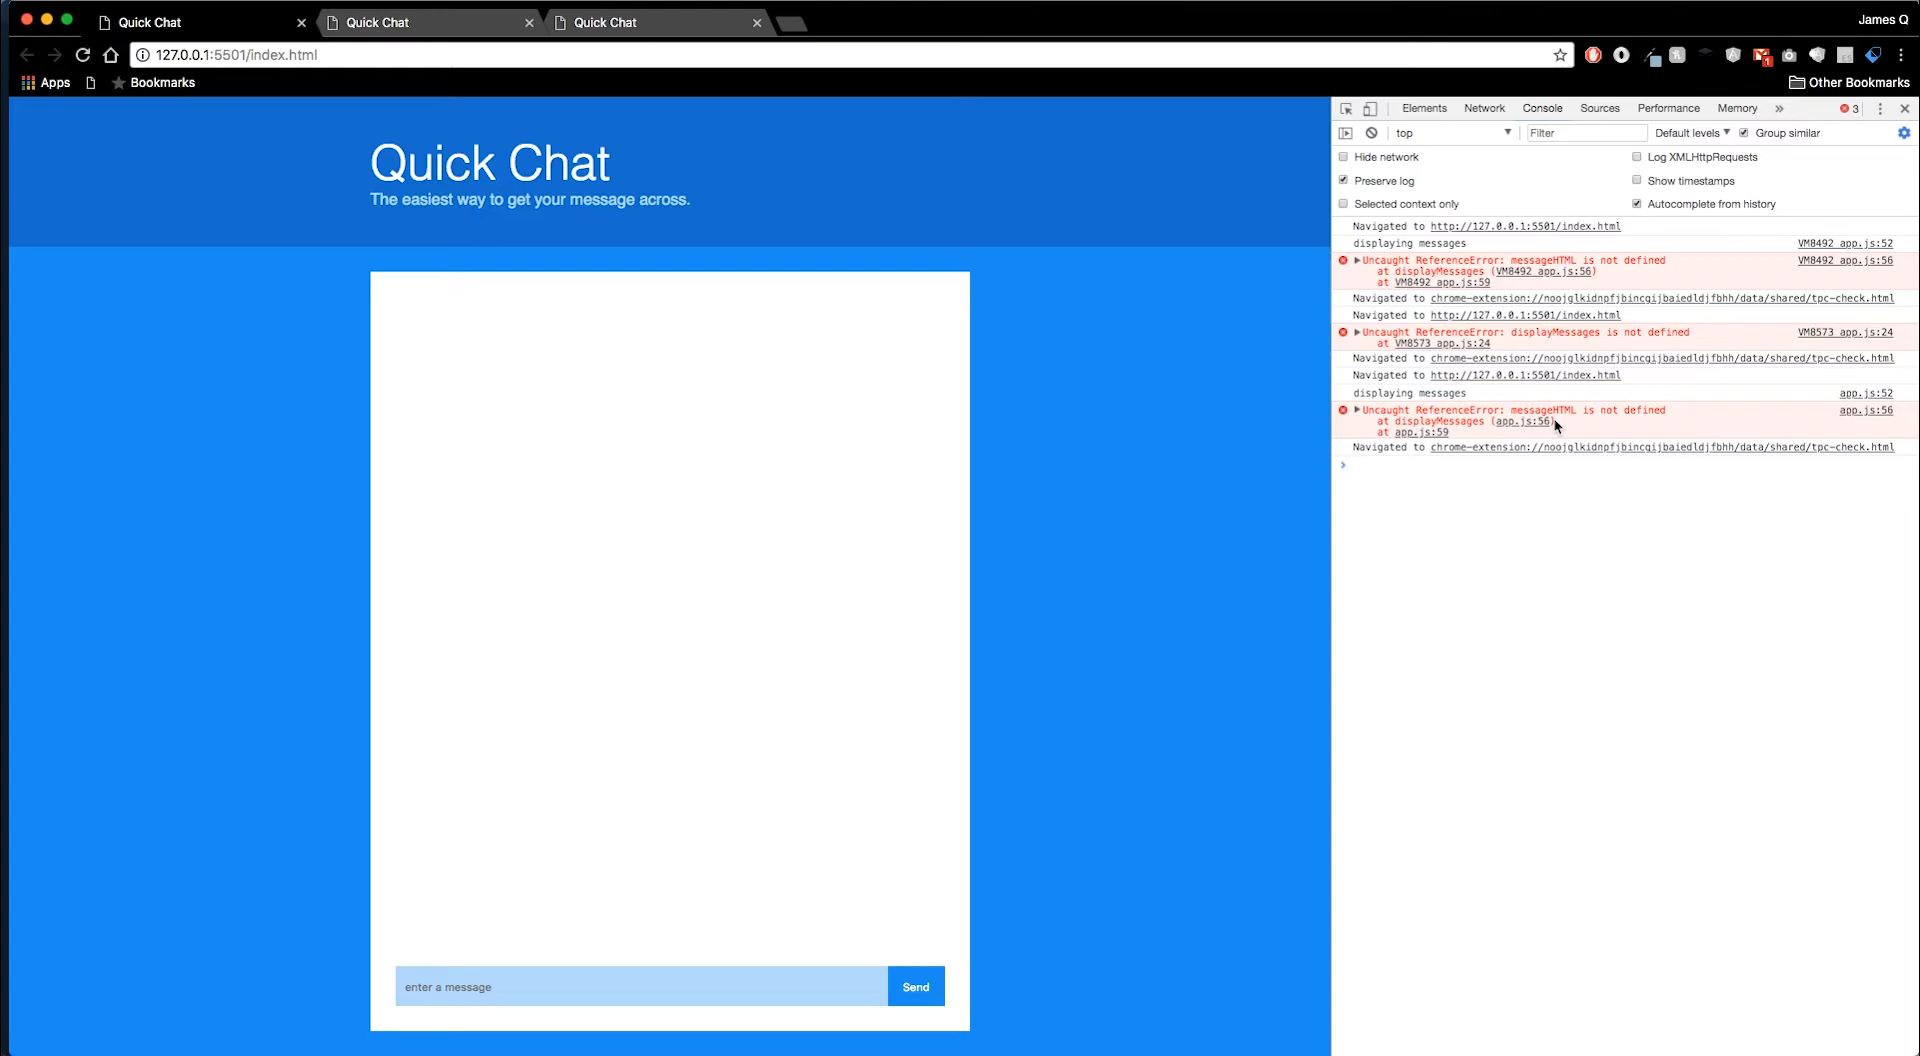 Quick Chat
Quick Chat
Quick Chat
James Q
127.0.0.1:5501/index.html
1
Apps
Bookmarks
Other Bookmarks
Quick Chat
The easiest way to get your message across.
enter a message
Send
Elements Network Console Sources Performance Memory » 3
top Filter Default levels Group similar
Hide network Log XMLHttpRequests
Preserve log Show timestamps
Selected context only Autocomplete from history
Navigated to http://127.0.0.1:5501/index.html
displaying messages VM8492 app.js:52
Uncaught ReferenceError: messageHTML is not defined VM8492 app.js:56
at displayMessages (VM8492 app.js:56)
at VM8492 app.js:59
Navigated to chrome-extension://noojglkidnpfjbincgijbaiedldjfbhh/data/shared/tpc-check.html
Navigated to http://127.0.0.1:5501/index.html
Uncaught ReferenceError: displayMessages is not defined VM8573 app.js:24
at VM8573 app.js:24
Navigated to chrome-extension://noojglkidnpfjbincgijbaiedldjfbhh/data/shared/tpc-check.html
Navigated to http://127.0.0.1:5501/index.html
displaying messages app.js:52
Uncaught ReferenceError: messageHTML is not defined app.js:56
at displayMessages (app.js:56)
at app.js:59
Navigated to chrome-extension://noojglkidnpfjbincgijbaiedldjfbhh/data/shared/tpc-check.html